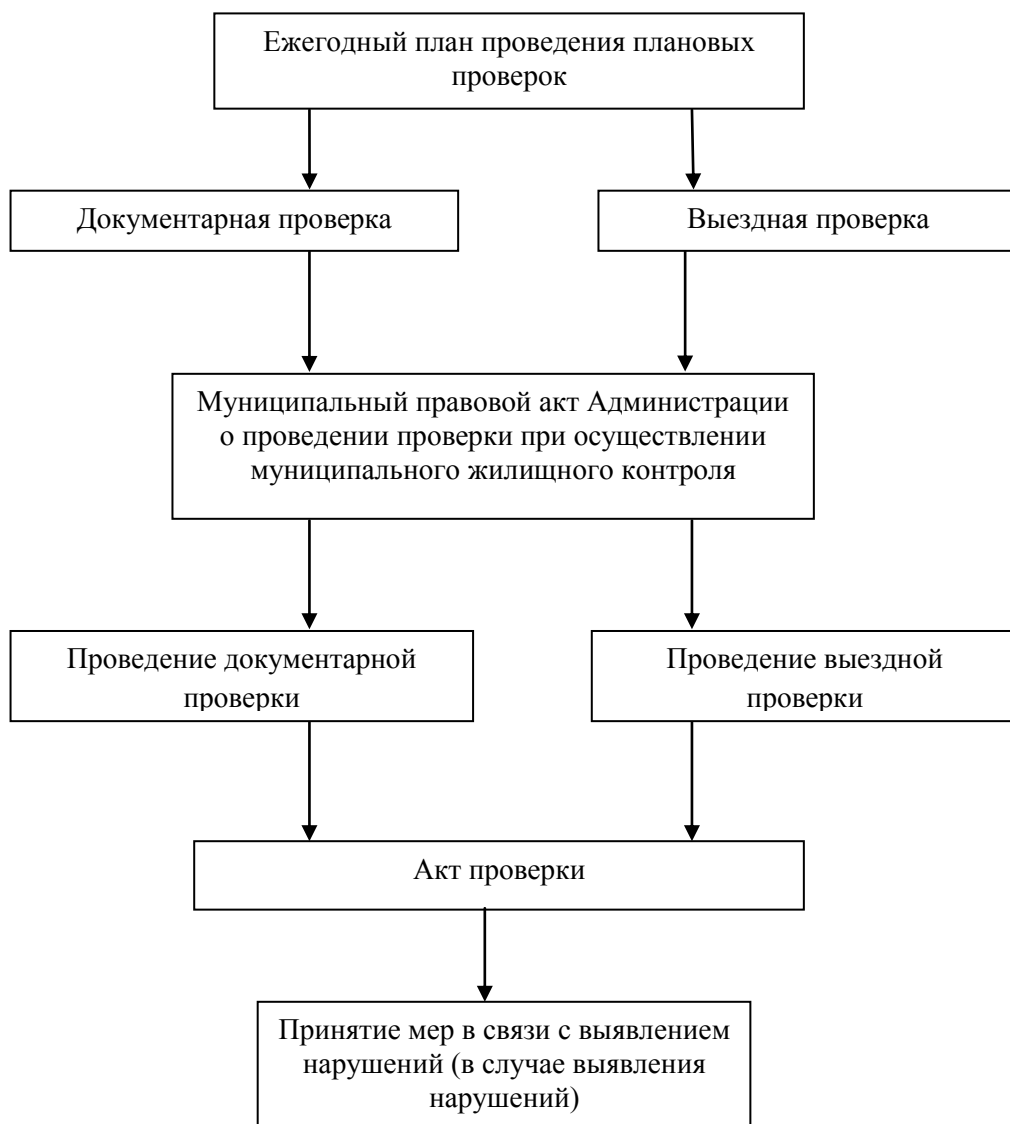 Ежегодный план проведения плановых
проверок
Документарная проверка
Выездная проверка
Муниципальный правовой акт Администрации
о проведении проверки при осуществлении
муниципального жилищного контроля
Проведение документарной
проверки
Проведение выездной
проверки
Акт проверки
Принятие мер в связи с выявлением
нарушений (в случае выявления
нарушений)